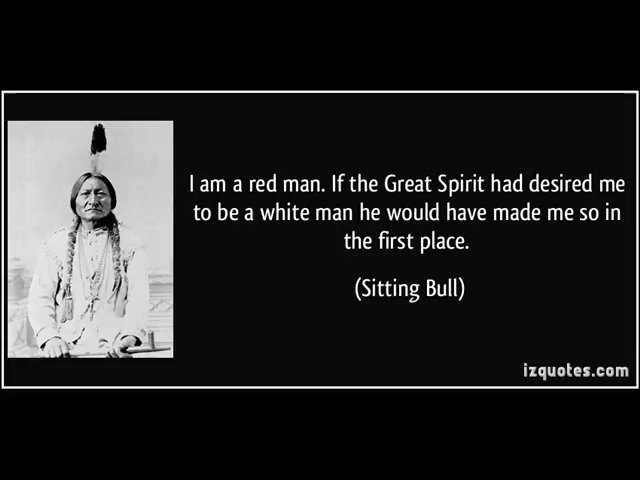 I am a red man. If the Great Spirit had desired me
to be a white man he would have made me so in
the first place.
(Sitting Bull)
izquotes.com